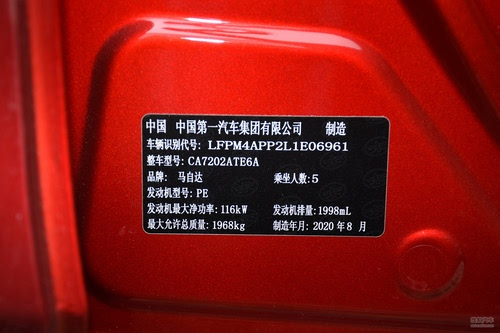 中国 中国第一汽车集团有限公司 制造
车辆识别代号: LFPM4APP2L1E06961
整车型号: CA7202ATE6A
品牌: 马自达 乘坐人数: 5
发动机型号: PE
发动机最大净功率: 116kW 发动机排量: 1998mL
最大允许总质量: 1968kg 制造年月: 2020 年 8 月